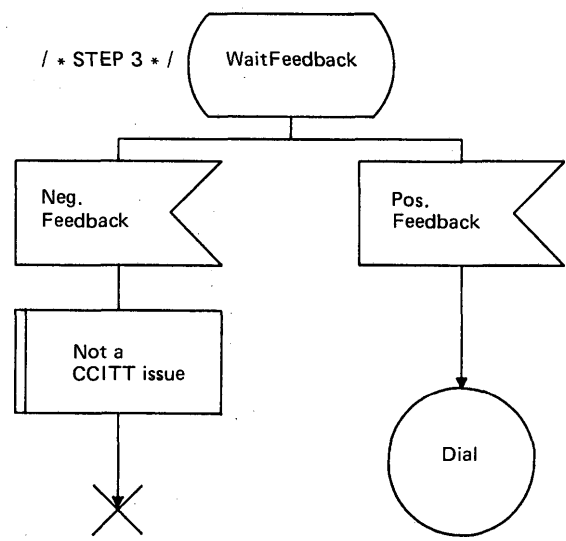 / * STEP 3 * /
WaitFeedback
Neg.
Feedback
Pos.
Feedback
Not a
CCITT issue
Dial